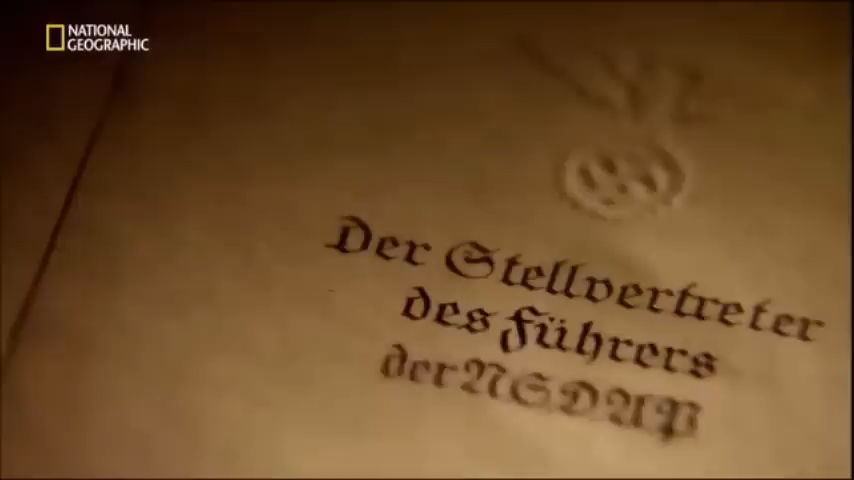 NATIONAL
GEOGRAPHIC
Der Stellvertreter
des Führers
der NSDAP